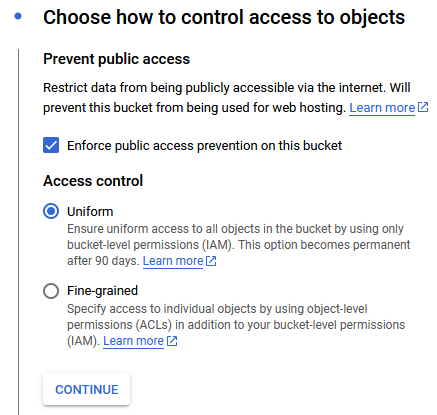 Choose how to control access to objects
Prevent public access
Restrict data from being publicly accessible via the internet. Will
prevent this bucket from being used for web hosting. Learn more
Enforce public access prevention on this bucket
Access control
Uniform
Ensure uniform access to all objects in the bucket by using only
bucket-level permissions (IAM). This option becomes permanent
after 90 days. Learn more
Fine-grained
Specify access to individual objects by using object-level
permissions (ACLs) in addition to your bucket-level permissions
(IAM). Learn more
CONTINUE